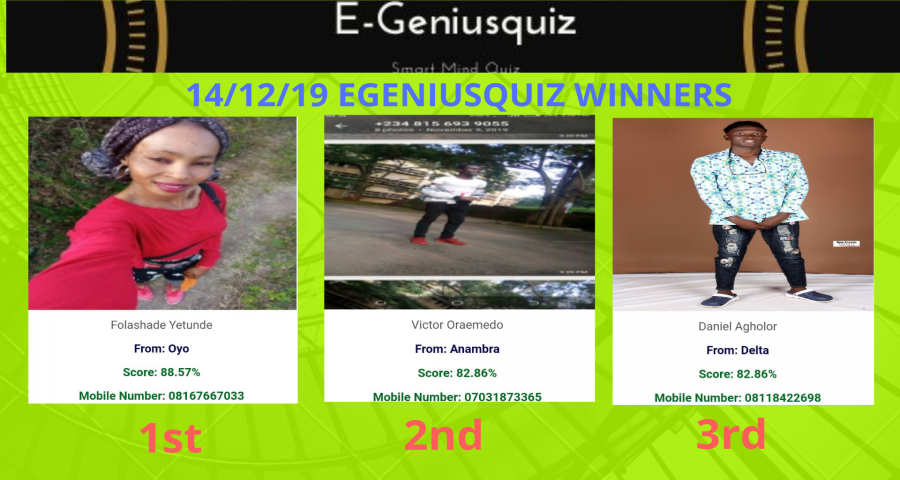 E-Geniusquiz
Smart Mind Quiz
14/12/19 EGENIUSQUIZ WINNERS
+234 815 693 9055
8 photos • November 9, 2019
Folashade Yetunde
From: Oyo
Score: 88.57%
Mobile Number: 08167667033
1st
Victor Oraemedo
From: Anambra
Score: 82.86%
Mobile Number: 07031873365
2nd
Daniel Agholor
From: Delta
Score: 82.86%
Mobile Number: 08118422698
3rd